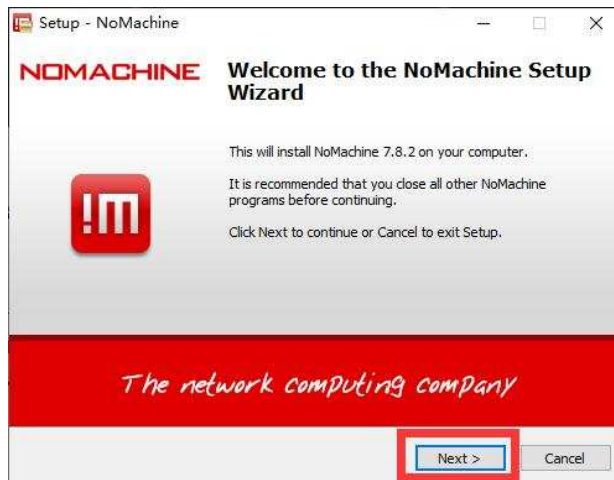 Setup - NoMachine
NOMACHINE
Welcome to the NoMachine Setup
Wizard
This will install NoMachine 7.8.2 on your computer.
It is recommended that you close all other NoMachine
programs before continuing.
Click Next to continue or Cancel to exit Setup.
!M
The network computing company
Next >
Cancel